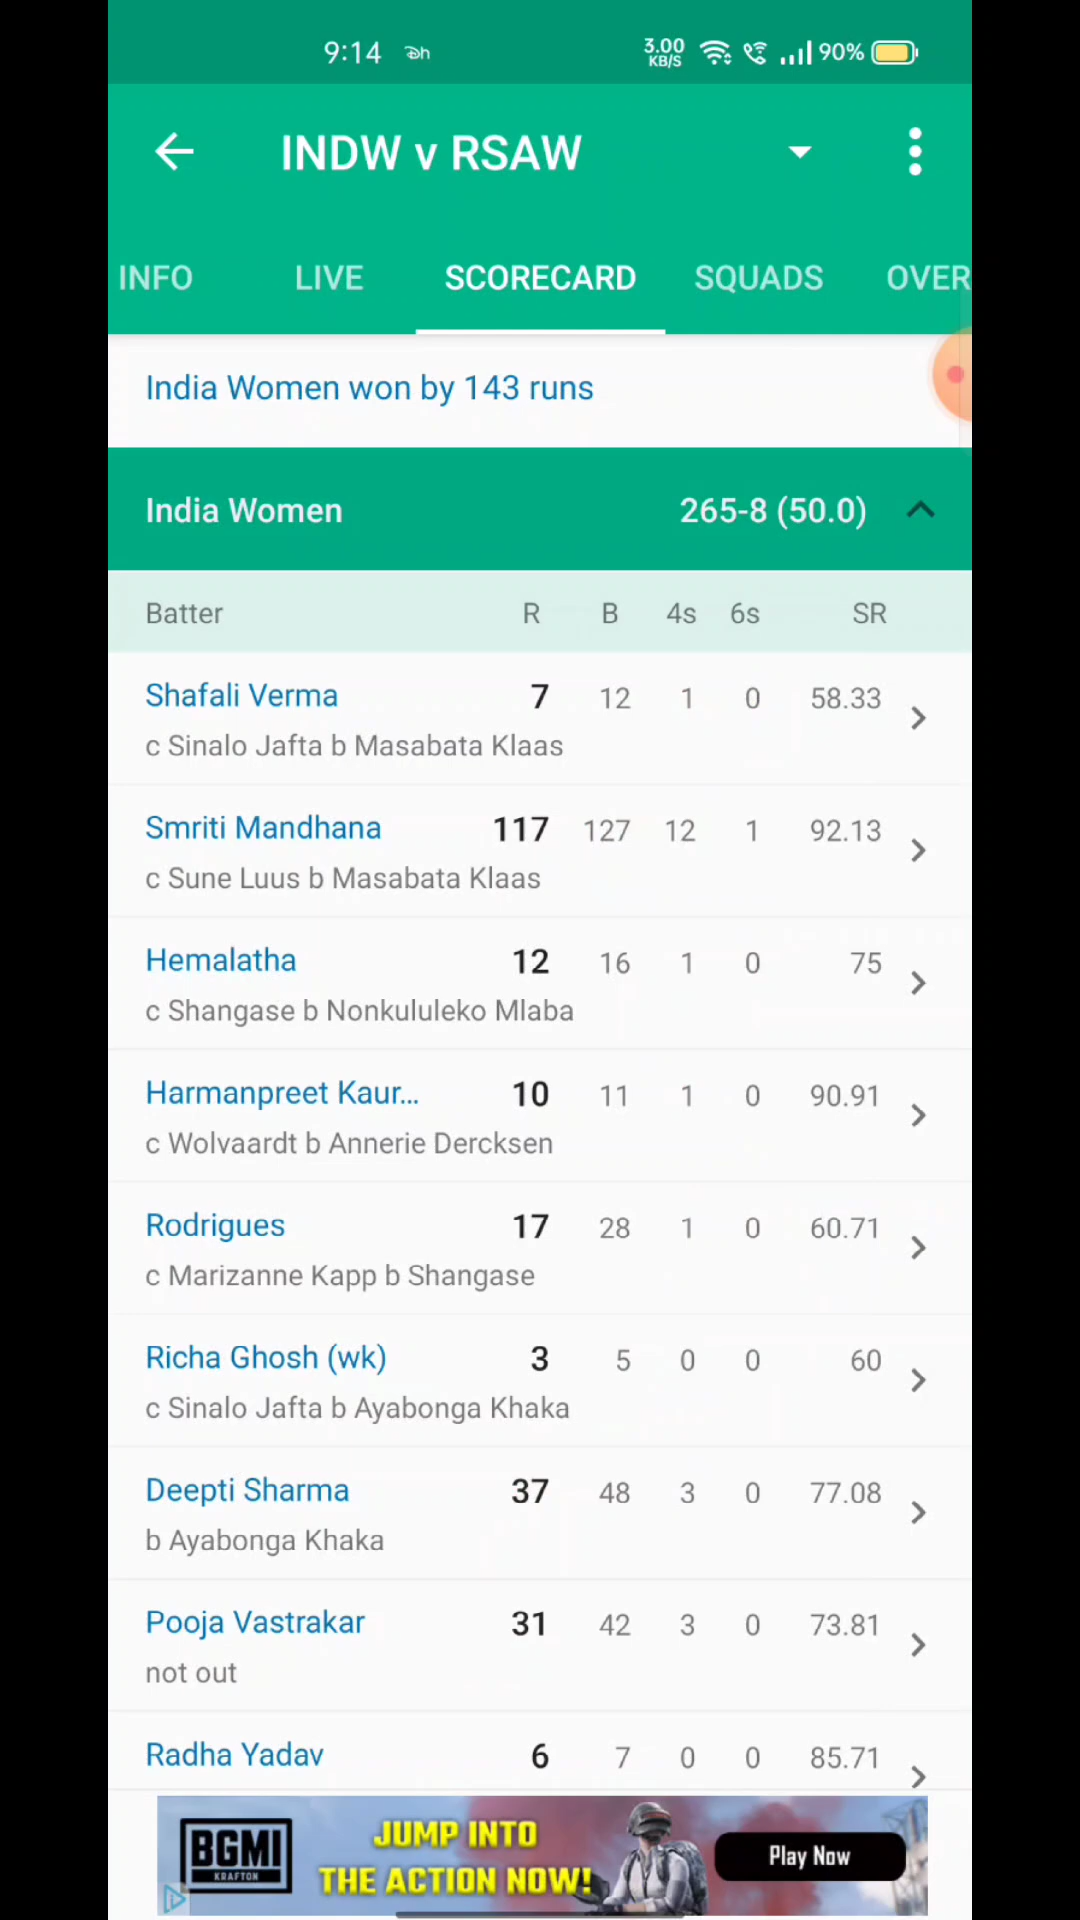 9:14 Dh 3.00 KB/S 90%
INDW v RSAW
INFO LIVE SCORECARD SQUADS OVER
India Women won by 143 runs
India Women 265-8 (50.0)
Batter R B 4s 6s SR
Shafali Verma 7 12 1 0 58.33
c Sinalo Jafta b Masabata Klaas
Smriti Mandhana 117 127 12 1 92.13
c Sune Luus b Masabata Klaas
Hemalatha 12 16 1 0 75
c Shangase b Nonkululeko Mlaba
Harmanpreet Kaur... 10 11 1 0 90.91
c Wolvaardt b Annerie Dercksen
Rodrigues 17 28 1 0 60.71
c Marizanne Kapp b Shangase
Richa Ghosh (wk) 3 5 0 0 60
c Sinalo Jafta b Ayabonga Khaka
Deepti Sharma 37 48 3 0 77.08
b Ayabonga Khaka
Pooja Vastrakar 31 42 3 0 73.81
not out
Radha Yadav 6 7 0 0 85.71
BGMI
KRAFTON
JUMP INTO
THE ACTION NOW!
Play Now